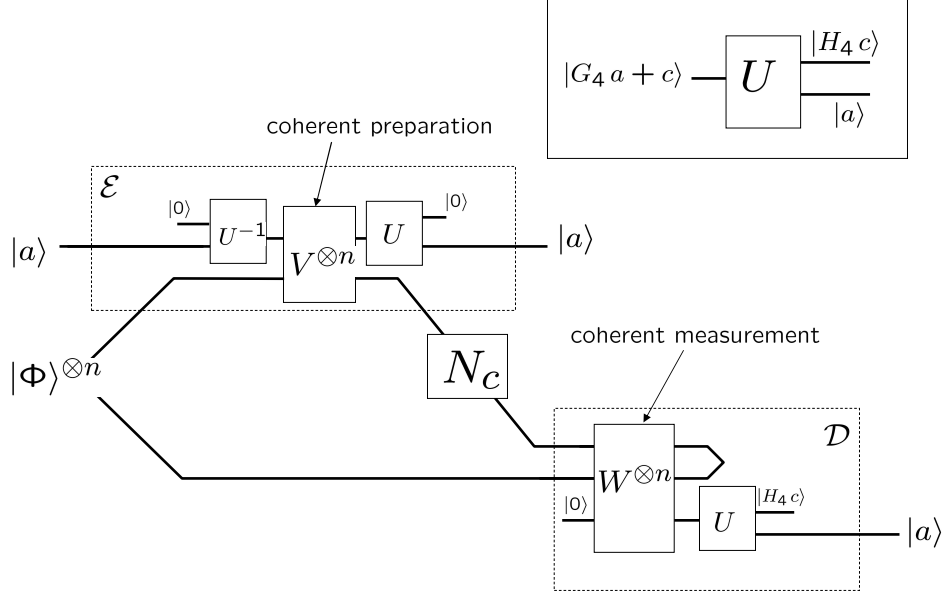 |G₄ a + c⟩ U |H₄ c⟩
|a⟩
coherent preparation
ℰ
|0⟩ U⁻¹ V^{⊗n} U |0⟩
|a⟩ |a⟩
|Φ⟩^{⊗n}
N_c
coherent measurement
𝒟
W^{⊗n}
|0⟩ U |H₄ c⟩
|a⟩